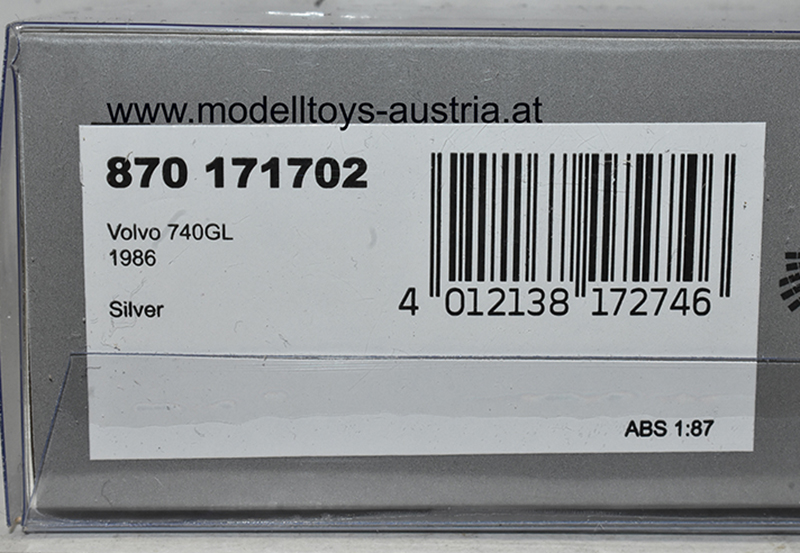 www.modelltoys-austria.at
870 171702
Volvo 740GL
1986
Silver
4 012138 172746
ABS 1:87